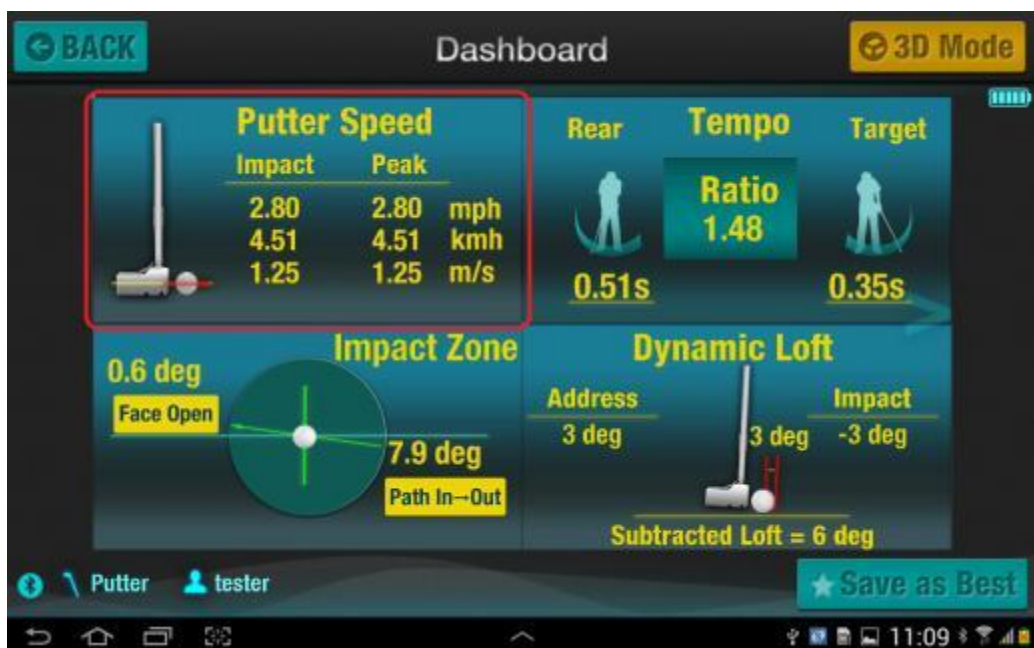 BACK
Dashboard
3D Mode
Putter Speed
Impact Peak
2.80 2.80 mph
4.51 4.51 kmh
1.25 1.25 m/s
Rear Tempo Target
Ratio
1.48
0.51s 0.35s
Impact Zone
0.6 deg
Face Open
7.9 deg
Path In→Out
Dynamic Loft
Address Impact
3 deg 3 deg -3 deg
Subtracted Loft = 6 deg
Putter tester
Save as Best
11:09